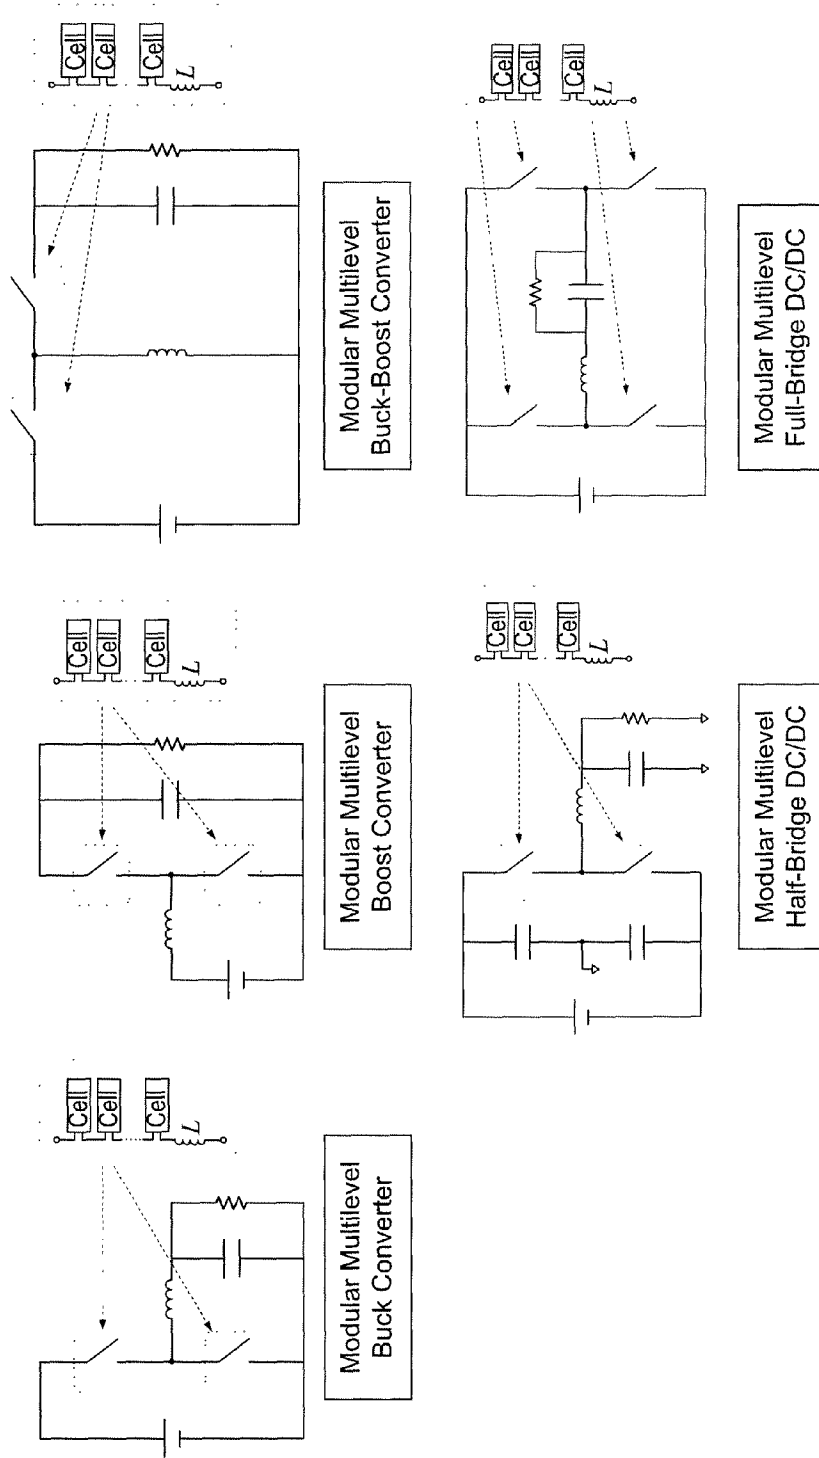 Cell
Cell
Cell
L
Modular Multilevel
Buck Converter
Cell
Cell
Cell
L
Modular Multilevel
Boost Converter
Cell
Cell
Cell
L
Modular Multilevel
Buck-Boost Converter
Cell
Cell
Cell
L
Modular Multilevel
Half-Bridge DC/DC
Cell
Cell
Cell
L
Modular Multilevel
Full-Bridge DC/DC